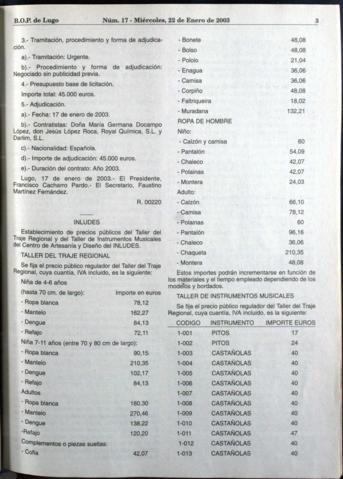 B.O.P. de Lugo Núm. 17 - Miércoles, 22 de Enero de 2003 3
3.- Tramitación, procedimiento y forma de adjudica-
ción.
a).- Tramitación: Urgente.
b).- Procedimiento y forma de adjudicación:
Negociado sin publicidad previa.
4.- Presupuesto base de licitación.
Importe total: 45.000 euros.
5.- Adjudicación.
a).- Fecha: 17 de enero de 2003.
b).- Contratistas: Doña María Germana Docampo
López, don Jesús López Roca, Royal Química, S.L. y
Darlim, S.L.
c).- Nacionalidad: Española.
d).- Importe de adjudicación: 45.000 euros.
e).- Duración del contrato: Año 2003.
Lugo, 17 de enero de 2003.- El Presidente,
Francisco Cacharro Pardo.- El Secretario, Faustino
Martínez Fernández.
R. 00220
INLUDES
Establecimiento de precios públicos del Taller del
Traje Regional y del Taller de Instrumentos Musicales
del Centro de Artesanía y Diseño del INLUDES.
TALLER DEL TRAJE REGIONAL
Se fija el precio público regulador del Taller del Traje
Regional, cuya cuantía, IVA incluido, es la siguiente:
Niña de 4-6 años
(hasta 70 cm. de largo): Importe en euros
- Ropa blanca 78,12
- Mantelo 162,27
- Dengue 84,13
- Refajo 72,11
Niña 7-11 años (entre 70 y 80 cm de largo):
- Ropa blanca 90,15
- Mantelo 210,35
- Dengue 102,17
- Refajo 84,13
Adultos
- Ropa blanca 180,30
- Mantelo 270,46
- Dengue 138,22
-Refajo 120,20
Complementos o piezas sueltas:
- Cofia 42,07
- Bonete 48,08
- Bolso 48,08
- Pololo 21,04
- Enagua 36,06
- Camisa 36,06
- Corpiño 48,08
- Faltriqueira 18,02
- Muradana 132,21
ROPA DE HOMBRE
Niño:
- Calzón y camisa 60
- Pantalón 54,09
- Chaleco 42,07
- Polainas 42,07
- Montera 24,03
Adulto:
- Calzón 66,10
- Camisa 78,12
- Polainas 60
- Pantalón 96,16
- Chaleco 36,06
- Chaqueta 210,35
- Montera 48,08
Estos importes podrán incrementarse en función de
los materiales y el tiempo empleado dependiendo de los
modelos y bordados.
TALLER DE INSTRUMENTOS MUSICALES
Se fija el precio público regulador del Taller del Traje
Regional, cuya cuantía, IVA incluido, es la siguiente:
CODIGO INSTRUMENTO IMPORTE EUROS
1-001 PITOS 17
1-002 PITOS 24
1-003 CASTAÑOLAS 40
1-004 CASTAÑOLAS 40
1-005 CASTAÑOLAS 40
1-006 CASTAÑOLAS 40
1-007 CASTAÑOLAS 40
1-008 CASTAÑOLAS 40
1-009 CASTAÑOLAS 40
1-010 CASTAÑOLAS 40
1-011 CASTAÑOLAS 47
1-012 CASTAÑOLAS 40
1-013 CASTAÑOLAS 40